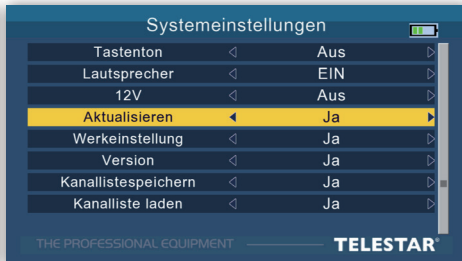 Systemeinstellungen
Tastenton Aus
Lautsprecher EIN
12V Aus
Aktualisieren Ja
Werkeinstellung Ja
Version Ja
Kanallistespeichern Ja
Kanalliste laden Ja
THE PROFESSIONAL EQUIPMENT TELESTAR®